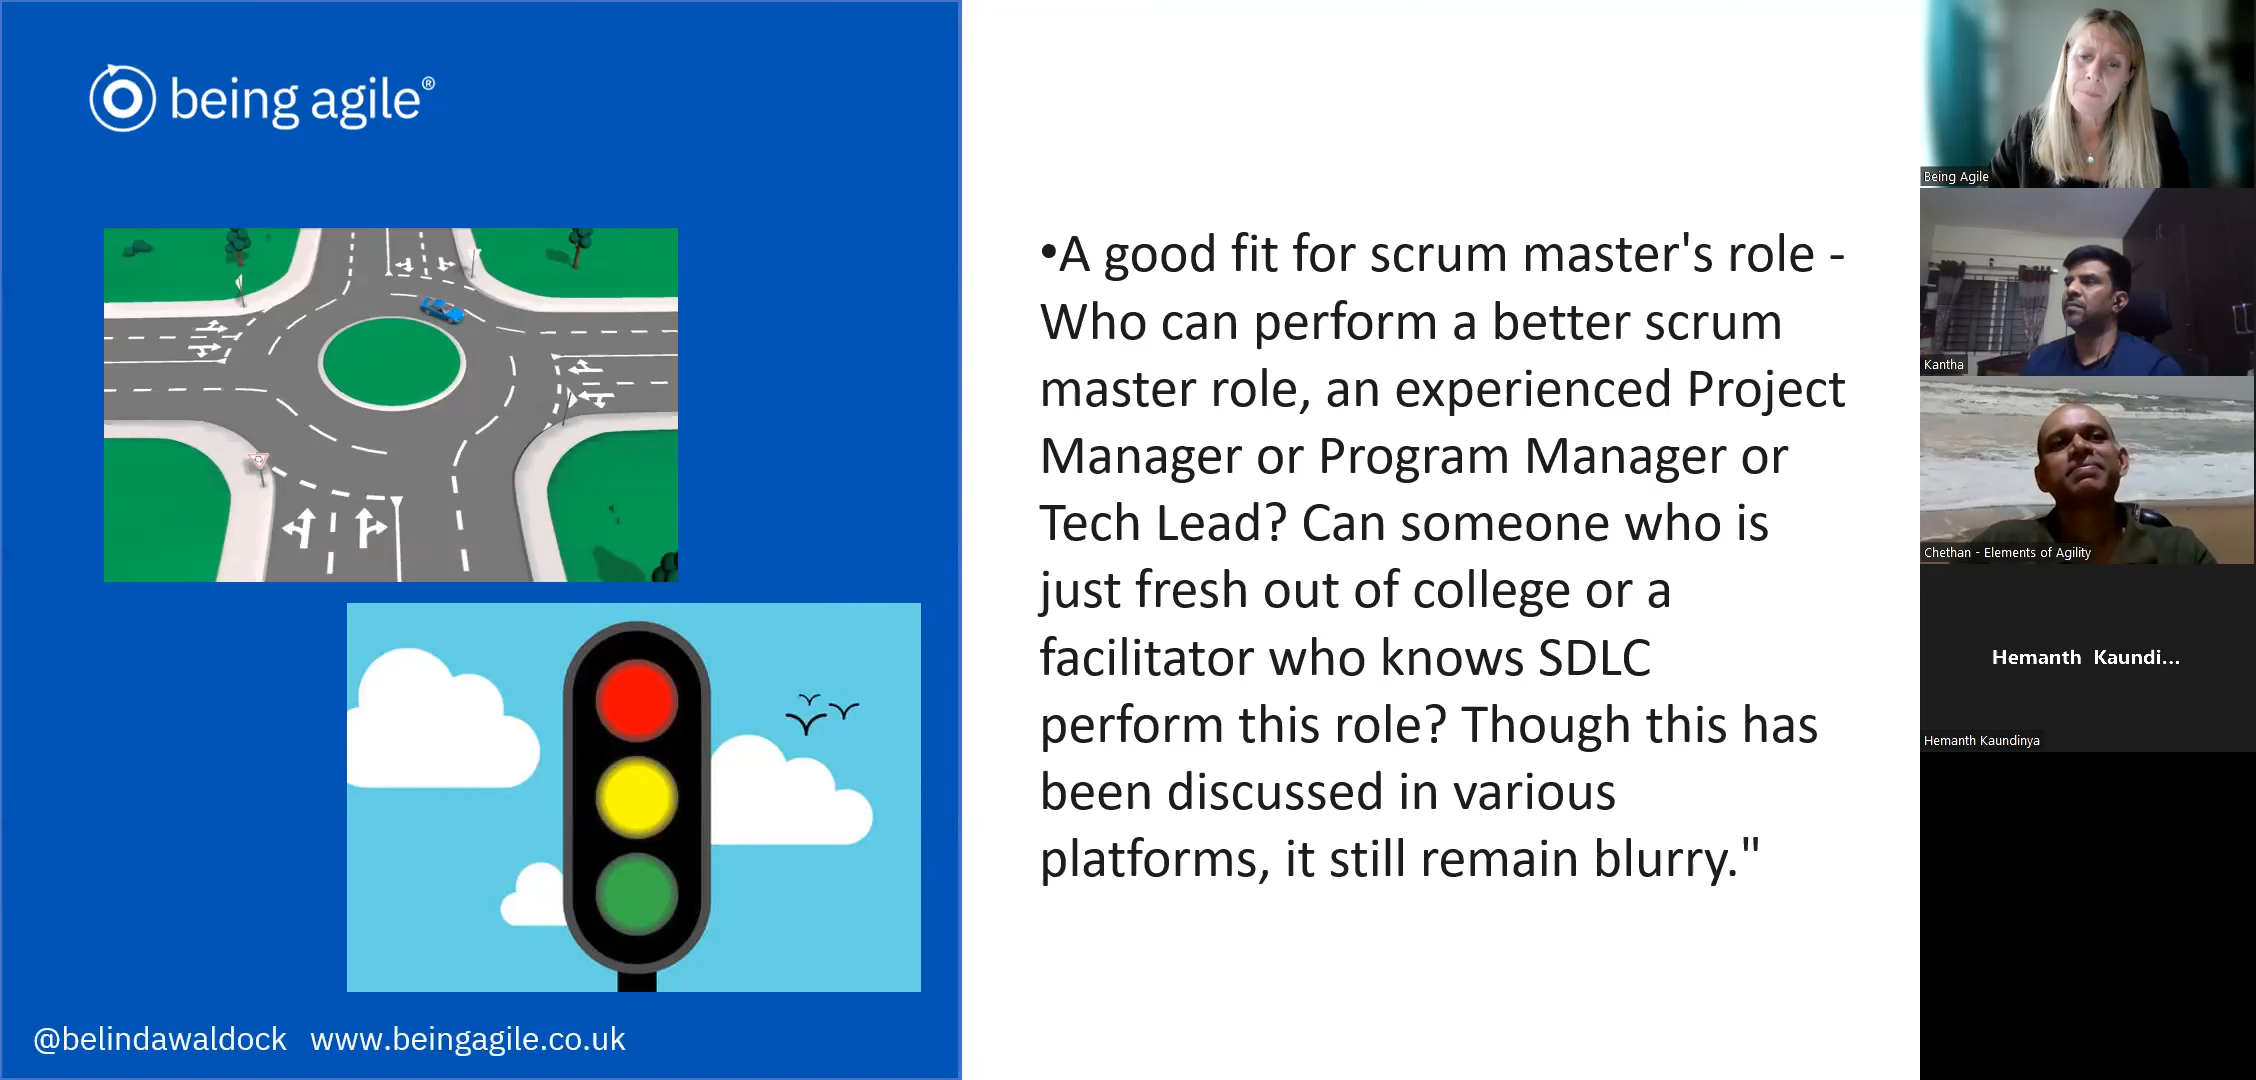 being agile®
@belindawaldock www.beingagile.co.uk
•A good fit for scrum master's role -
Who can perform a better scrum
master role, an experienced Project
Manager or Program Manager or
Tech Lead? Can someone who is
just fresh out of college or a
facilitator who knows SDLC
perform this role? Though this has
been discussed in various
platforms, it still remain blurry."
Being Agile
Kantha
Chethan - Elements of Agility
Hemanth Kaundi...
Hemanth Kaundinya